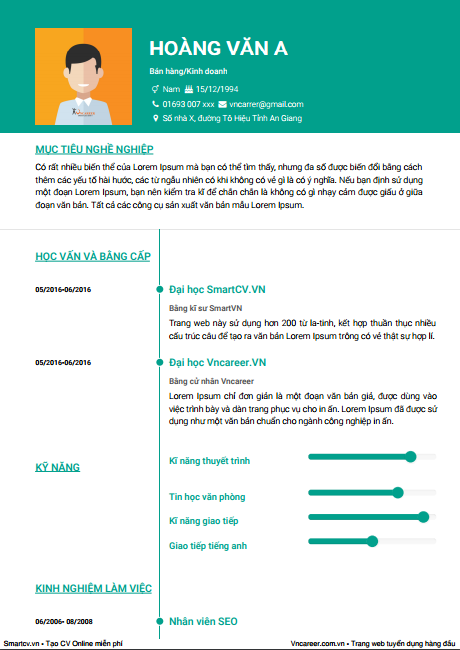 HOÀNG VĂN A
Bán hàng/Kinh doanh
Nam 15/12/1994
01693 007 xxx vncarrer@gmail.com
Số nhà X, đường Tô Hiệu Tỉnh An Giang
MỤC TIÊU NGHỀ NGHIỆP
Có rất nhiều biến thể của Lorem Ipsum mà bạn có thể tìm thấy, nhưng đa số được biến đổi bằng cách
thêm các yếu tố hài hước, các từ ngẫu nhiên có khi không có vẻ gì là có ý nghĩa. Nếu bạn định sử dụng
một đoạn Lorem Ipsum, bạn nên kiểm tra kĩ để chắn chắn là không có gì nhạy cảm được giấu ở giữa
đoạn văn bản. Tất cả các công cụ sản xuất văn bản mẫu Lorem Ipsum.
HỌC VẤN VÀ BẰNG CẤP
05/2016-06/2016
Đại học SmartCV.VN
Bằng kĩ sư SmartVN
Trang web này sử dụng hơn 200 từ la-tinh, kết hợp thuần thục nhiều
cấu trúc câu để tạo ra văn bản Lorem Ipsum trông có vẻ thật sự hợp lí.
05/2016-06/2016
Đại học Vncareer.VN
Bằng cử nhân Vncareer
Lorem Ipsum chỉ đơn giản là một đoạn văn bản giả, được dùng vào
việc trình bày và dàn trang phục vụ cho in ấn. Lorem Ipsum đã được sử
dụng như một văn bản chuẩn cho ngành công nghiệp in ấn.
KỸ NĂNG
Kĩ năng thuyết trình
Tin học văn phòng
Kĩ năng giao tiếp
Giao tiếp tiếng anh
KINH NGHIỆM LÀM VIỆC
06/2006- 08/2008
Nhân viên SEO
Smartcv.vn • Tạo CV Online miễn phí
Vncareer.com.vn • Trang web tuyển dụng hàng đầu